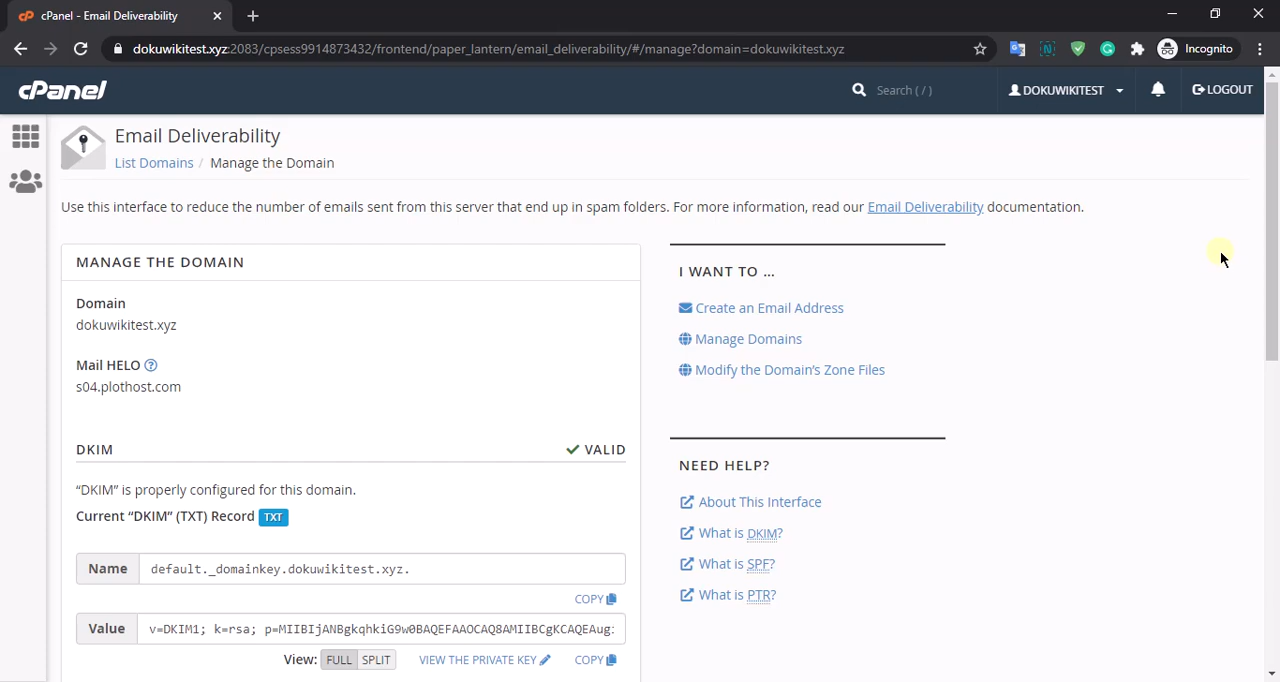 cPanel - Email Deliverability
dokuwikitest.xyz:2083/cpsess9914873432/frontend/paper_lantern/email_deliverability/#/manage?domain=dokuwikitest.xyz
Incognito
cPanel
Search ( / )
DOKUWIKITEST
LOGOUT
Email Deliverability
List Domains / Manage the Domain
Use this interface to reduce the number of emails sent from this server that end up in spam folders. For more information, read our Email Deliverability documentation.
MANAGE THE DOMAIN
Domain
dokuwikitest.xyz
Mail HELO
s04.plothost.com
DKIM
VALID
“DKIM” is properly configured for this domain.
Current “DKIM” (TXT) Record TXT
Name default._domainkey.dokuwikitest.xyz.
COPY
Value v=DKIM1; k=rsa; p=MIIBIjANBgkqhkiG9w0BAQEFAAOCAQ8AMIIBCgKCAQEAug:
View: FULL SPLIT VIEW THE PRIVATE KEY COPY
I WANT TO ...
Create an Email Address
Manage Domains
Modify the Domain’s Zone Files
NEED HELP?
About This Interface
What is DKIM?
What is SPF?
What is PTR?